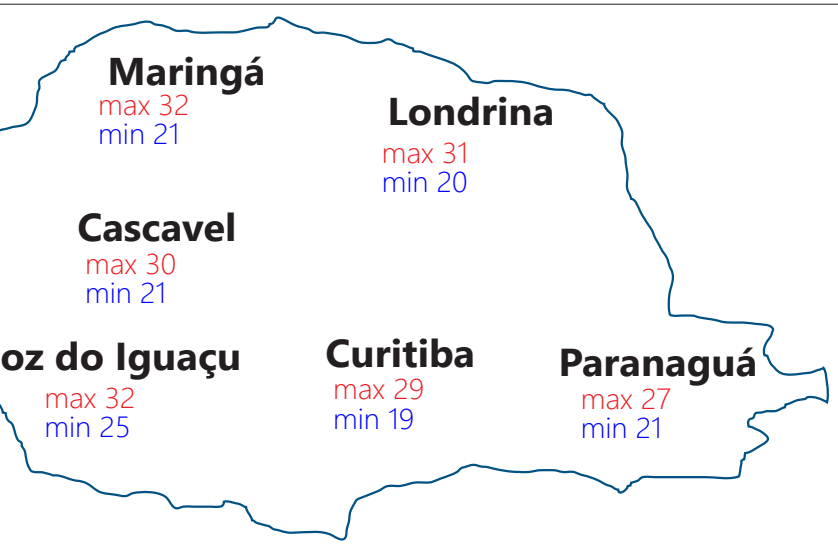 Maringá
max 32
min 21
Londrina
max 31
min 20
Cascavel
max 30
min 21
oz do Iguaçu
max 32
min 25
Curitiba
max 29
min 19
Paranaguá
max 27
min 21